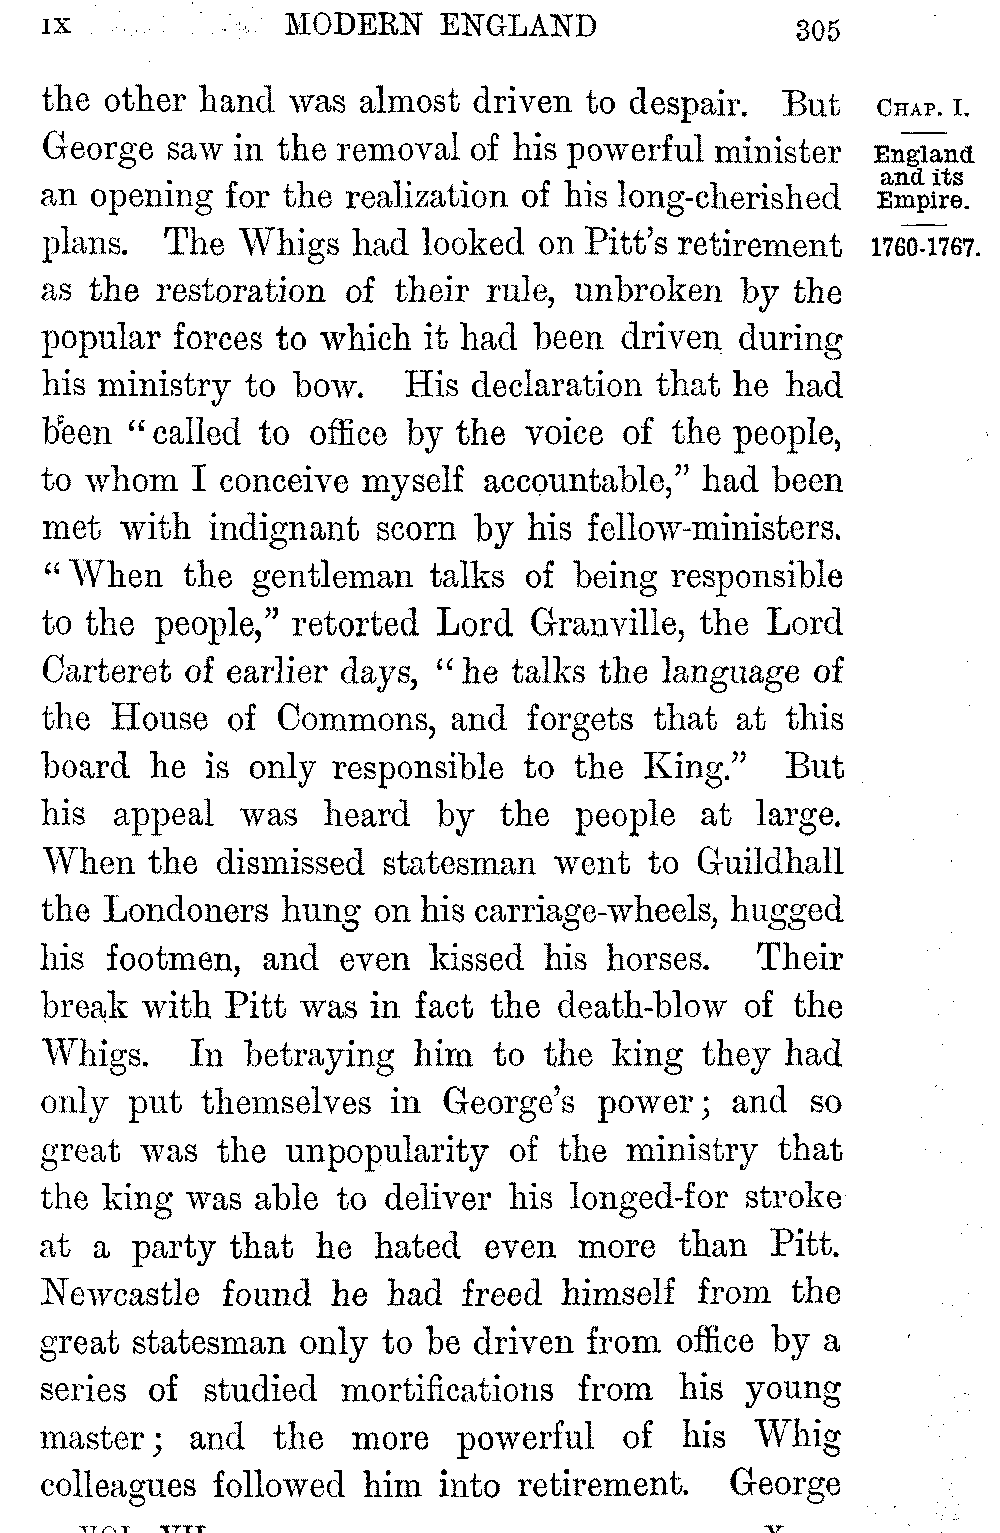 IX MODERN ENGLAND 305
the other hand was almost driven to despair. But
George saw in the removal of his powerful minister
an opening for the realization of his long-cherished
plans. The Whigs had looked on Pitt's retirement
as the restoration of their rule, unbroken by the
popular forces to which it had been driven during
his ministry to bow. His declaration that he had
been “called to office by the voice of the people,
to whom I conceive myself accountable,” had been
met with indignant scorn by his fellow-ministers.
“When the gentleman talks of being responsible
to the people,” retorted Lord Granville, the Lord
Carteret of earlier days, “he talks the language of
the House of Commons, and forgets that at this
board he is only responsible to the King.” But
his appeal was heard by the people at large.
When the dismissed statesman went to Guildhall
the Londoners hung on his carriage-wheels, hugged
his footmen, and even kissed his horses. Their
break with Pitt was in fact the death-blow of the
Whigs. In betraying him to the king they had
only put themselves in George's power; and so
great was the unpopularity of the ministry that
the king was able to deliver his longed-for stroke
at a party that he hated even more than Pitt.
Newcastle found he had freed himself from the
great statesman only to be driven from office by a
series of studied mortifications from his young
master; and the more powerful of his Whig
colleagues followed him into retirement. George
CHAP. I.
England
and its
Empire.
1760-1767.
VOL. VII X